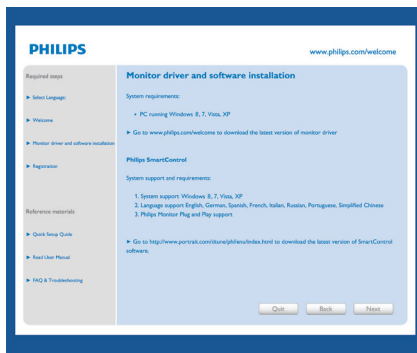 PHILIPS
www.philips.com/welcome
Required steps
► Select Language
► Welcome
► Monitor driver and software installation
► Registration
Reference materials
► Quick Setup Quide
► Read User Manual
► FAQ & Troubleshooting
Monitor driver and software installation
System requirements:
• PC running Windows 8, 7, Vista, XP
► Go to www.philips.com/welcome to download the latest version of monitor driver
Philips SmartControl
System support and requirements:
1. System support Windows 8, 7, Vista, XP
2. Language support English, German, Spanish, French, Italian, Russian, Portuguese, Simplified Chinese
3. Philips Monitor Plug and Play support
► Go to http://www.portrait.com/dtune/phl/enu/index.html to download the latest version of SmartControl
software.
Quit
Back
Next